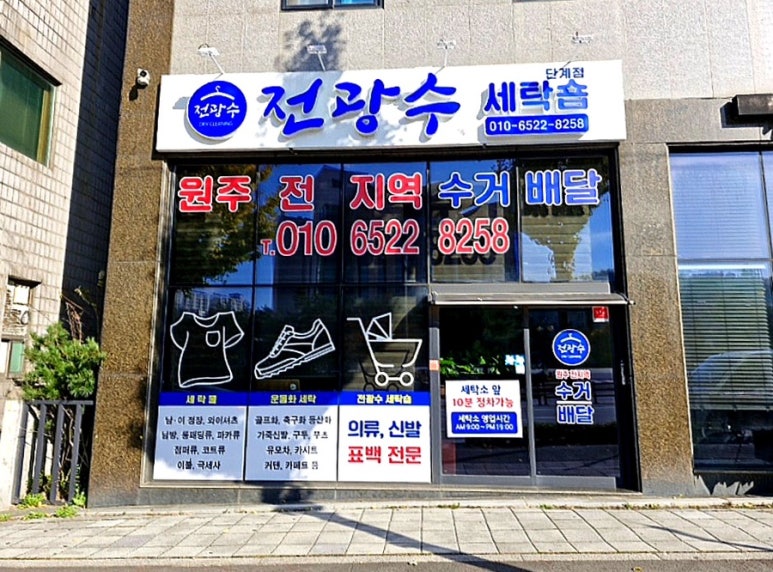 전광수
DRY CLEANING
전광수
단계점
세탁숍
010-6522-8258
원주 전 지역 수거 배달
T.010 6522 8258
세탁물
남·여 정장, 와이셔츠
남방, 롱패딩류, 파카류
점퍼류, 코트류
이불, 극세사
운동화 세탁
골프화, 축구화 등산화
가죽신발, 구두, 부츠
유모차, 카시트
커텐, 카페트 등
전광수 세탁숍
의류, 신발
표백 전문
세탁소 앞
10분 정차가능
세탁소 영업시간
AM 9:00 ~ PM 19:00
전광수
원주 전지역
수거
배달